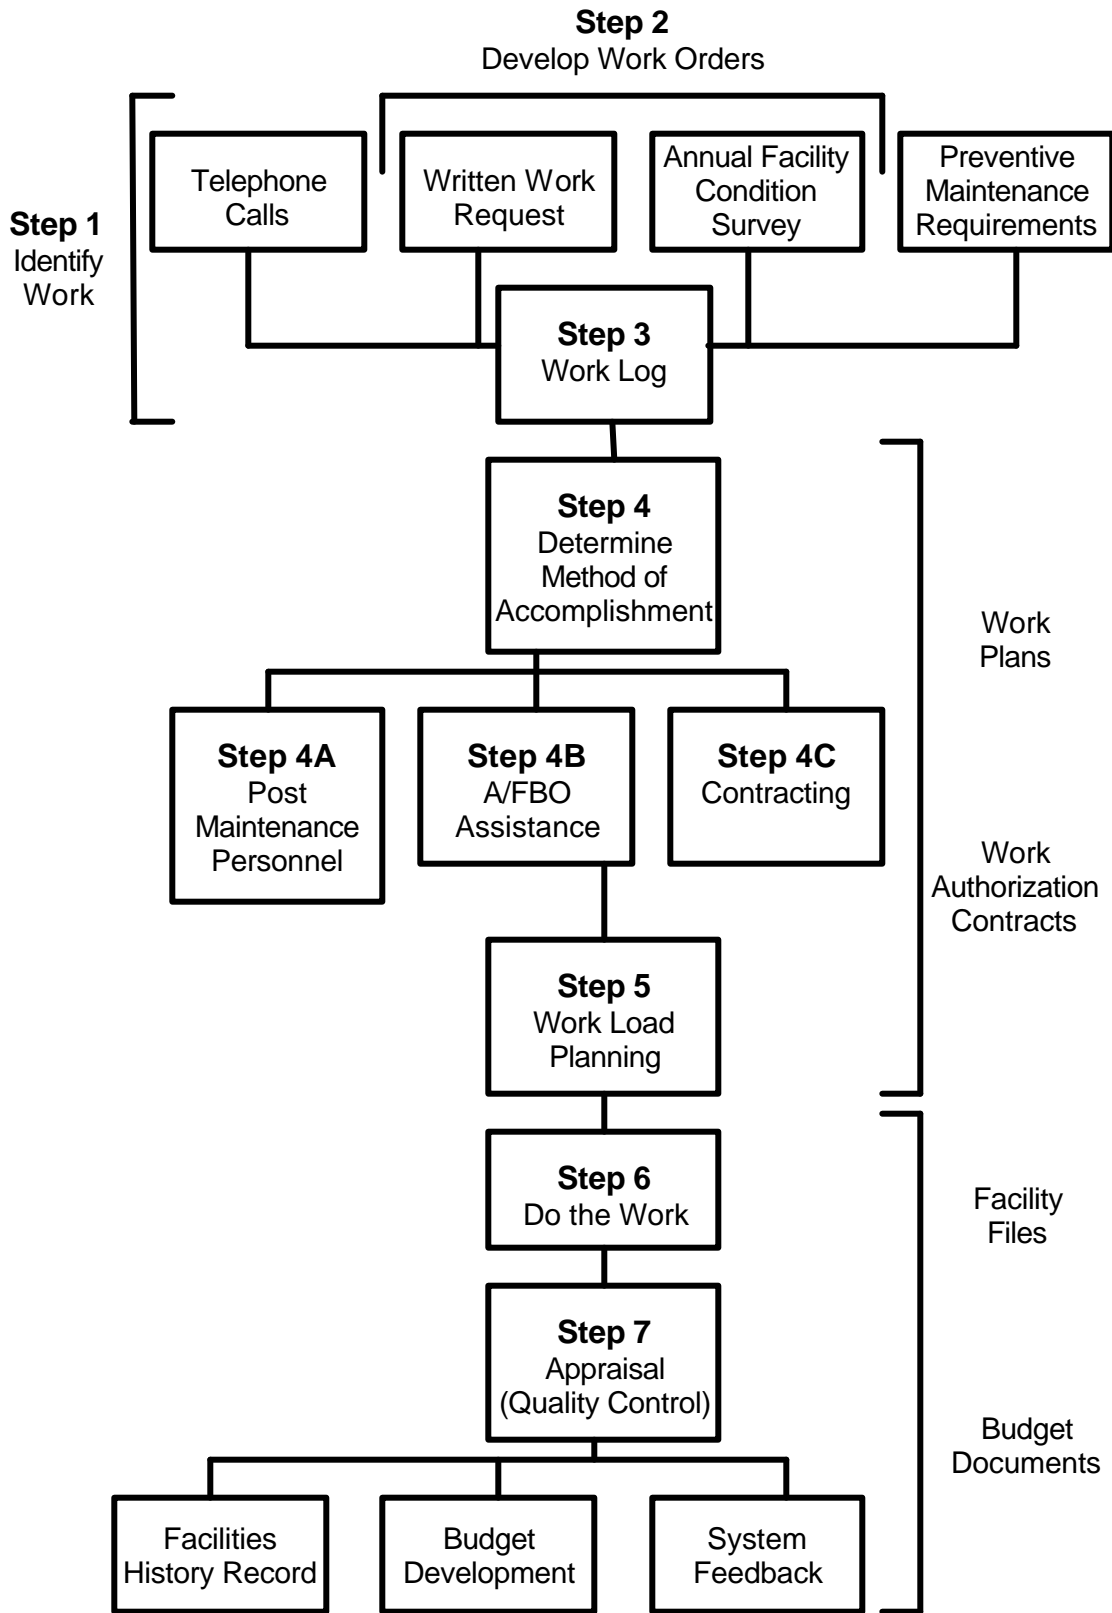 Step 2
Develop Work Orders
Telephone
Calls
Written Work
Request
Annual Facility
Condition
Survey
Preventive
Maintenance
Requirements
Step 1
Identify
Work
Step 3
Work Log
Step 4
Determine
Method of
Accomplishment
Work
Plans
Step 4A
Post
Maintenance
Personnel
Step 4B
A/FBO
Assistance
Step 4C
Contracting
Work
Authorization
Contracts
Step 5
Work Load
Planning
Step 6
Do the Work
Facility
Files
Step 7
Appraisal
(Quality Control)
Budget
Documents
Facilities
History Record
Budget
Development
System
Feedback